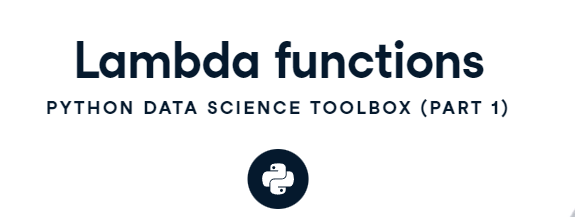 Lambda functions
PYTHON DATA SCIENCE TOOLBOX (PART 1)